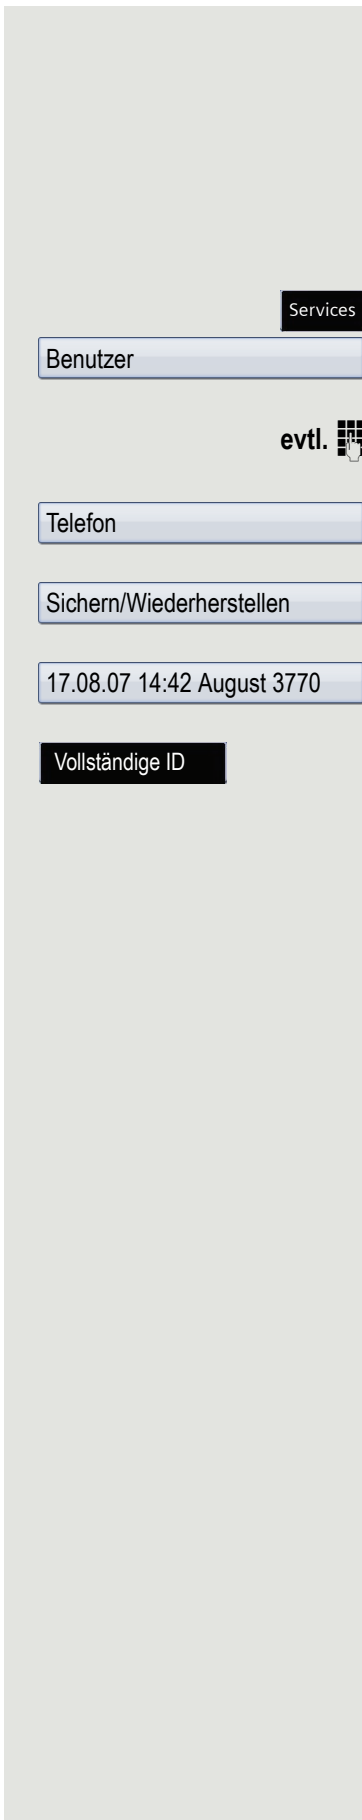 Services
Benutzer
evtl.
Telefon
Sichern/Wiederherstellen
17.08.07 14:42 August 3770
Vollständige ID